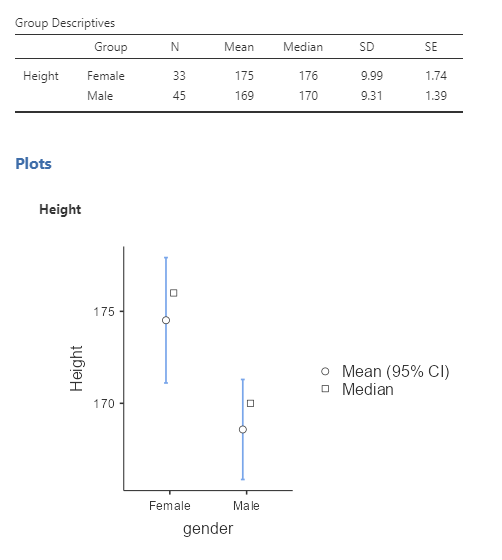 Group Descriptives
Group N Mean Median SD SE
Height Female 33 175 176 9.99 1.74
Male 45 169 170 9.31 1.39
Plots
Height
175
170
Height
Mean (95% CI)
Median
Female Male
gender